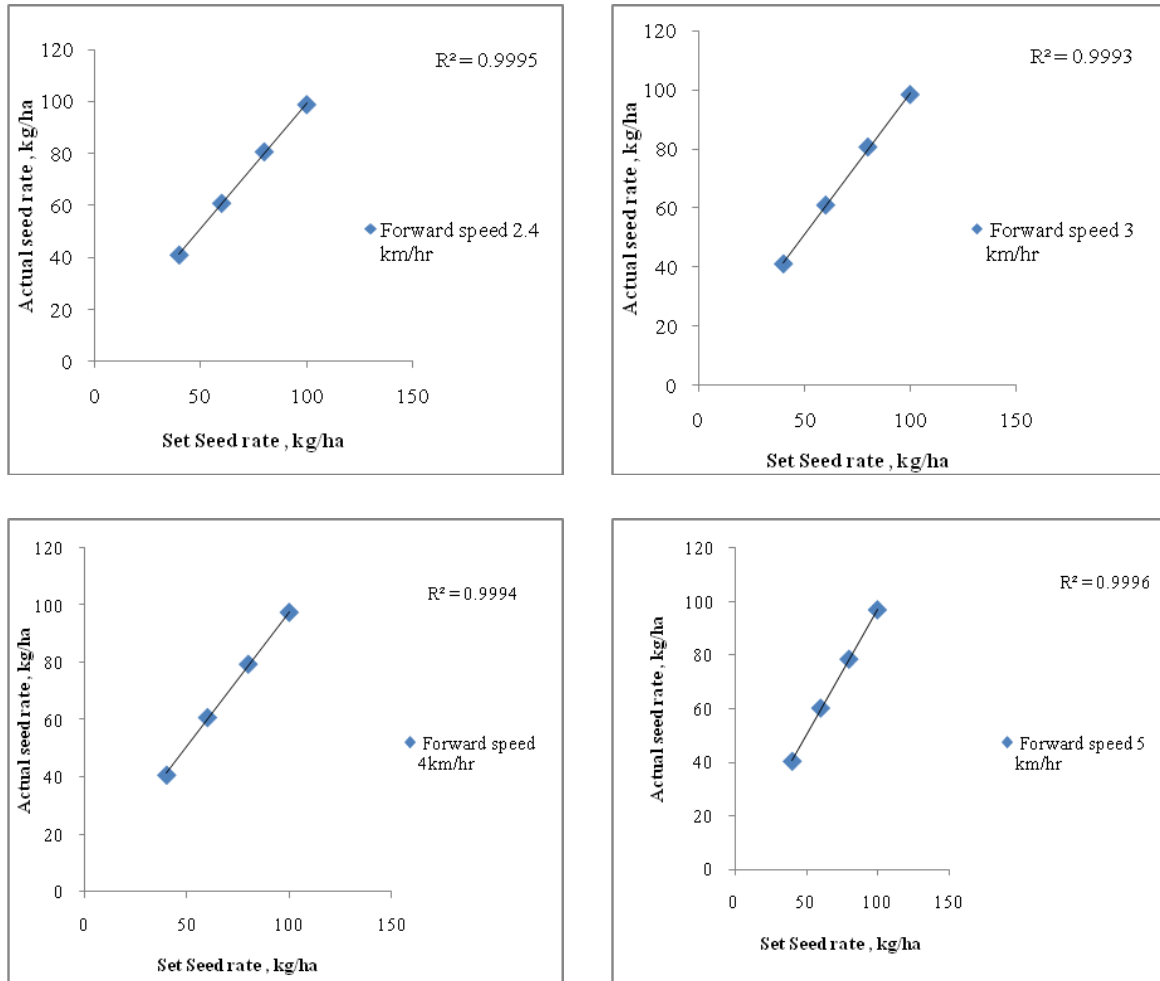 R² = 0.9995
120
100
80
60
40
20
0
0 50 100 150
Actual seed rate , kg/ha
Set Seed rate , kg/ha
Forward speed 2.4
km/hr
R² = 0.9993
120
100
80
60
40
20
0
0 50 100 150
Actual seed rate, kg/ha
Set Seed rate , kg/ha
Forward speed 3
km/hr
R² = 0.9994
120
100
80
60
40
20
0
0 50 100 150
Actual seed rate, kg/ha
Set Seed rate , kg/ha
Forward speed
4km/hr
R² = 0.9996
120
100
80
60
40
20
0
0 50 100 150
Actual seed rate, kg/ha
Set Seed rate , kg/ha
Forward speed 5
km/hr